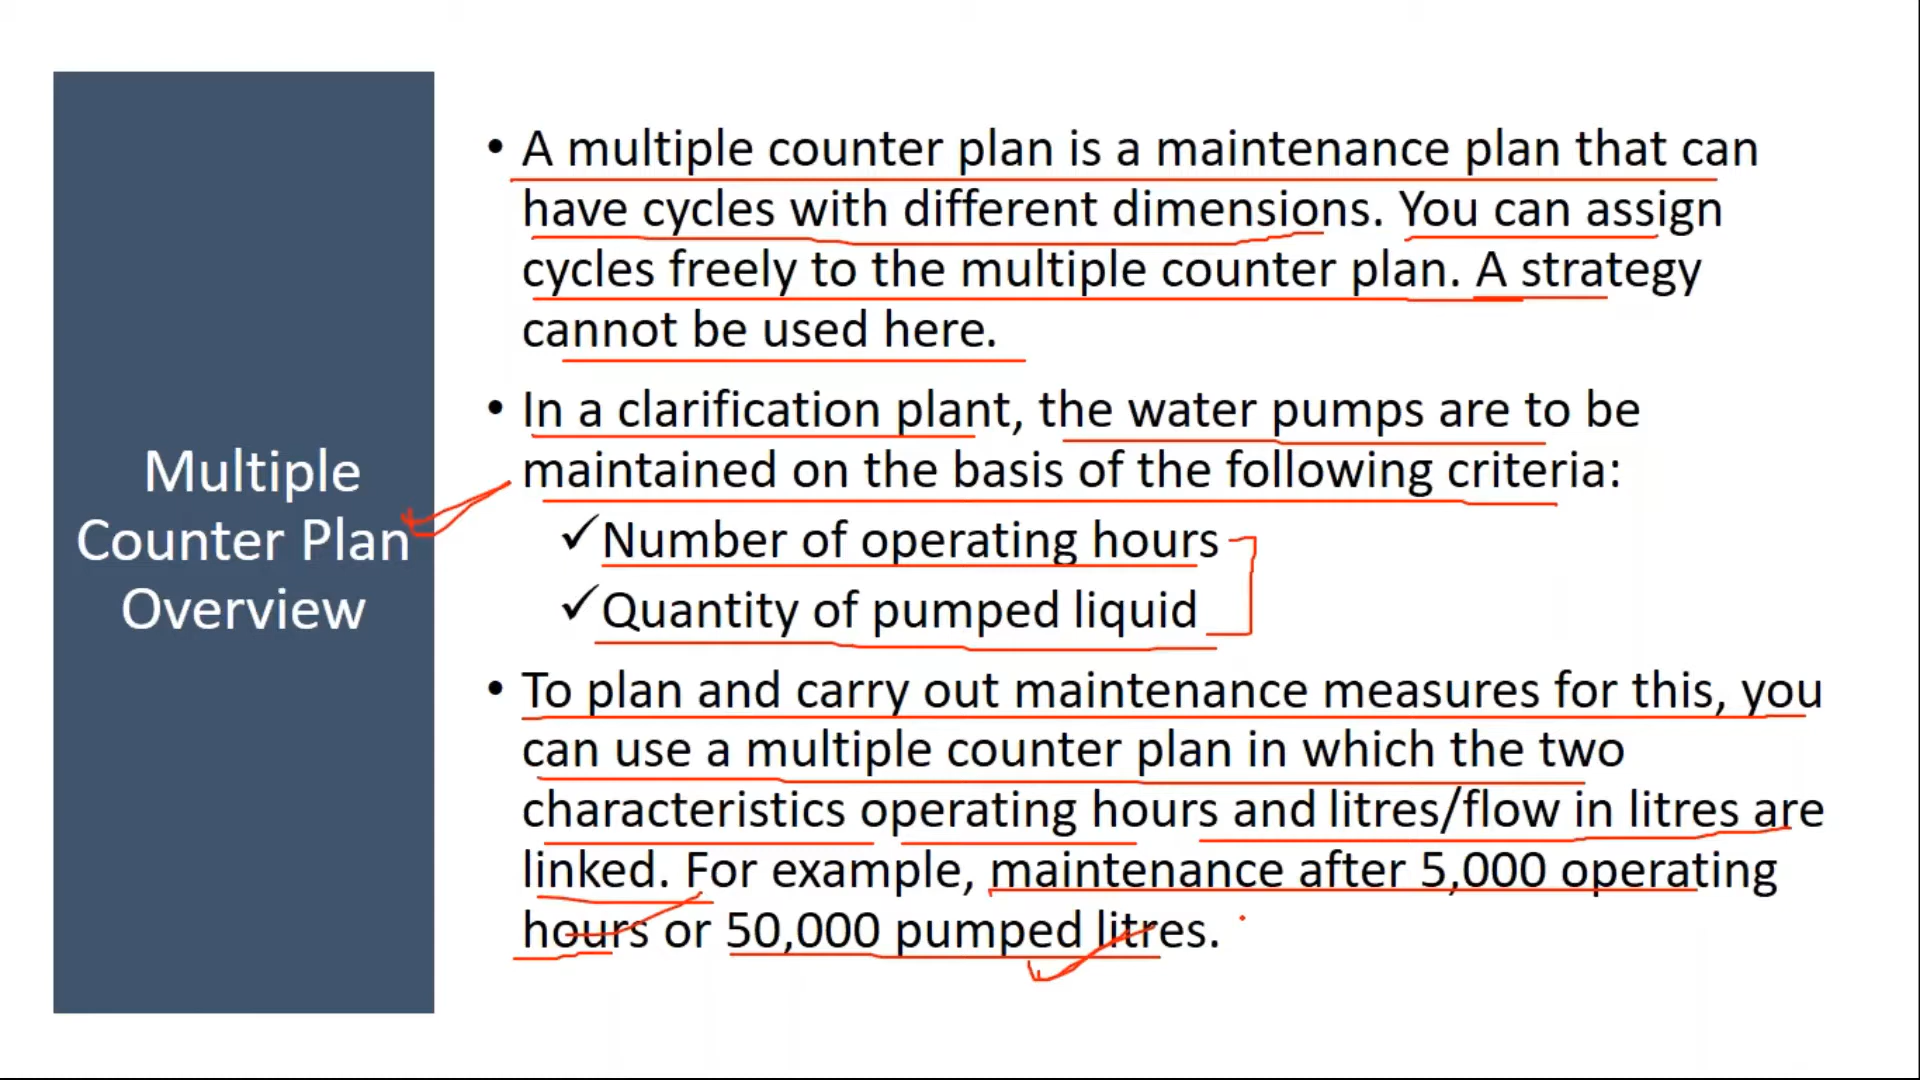 Multiple
Counter Plan
Overview
• A multiple counter plan is a maintenance plan that can
have cycles with different dimensions. You can assign
cycles freely to the multiple counter plan. A strategy
cannot be used here.
• In a clarification plant, the water pumps are to be
maintained on the basis of the following criteria:
✓Number of operating hours
✓Quantity of pumped liquid
• To plan and carry out maintenance measures for this, you
can use a multiple counter plan in which the two
characteristics operating hours and litres/flow in litres are
linked. For example, maintenance after 5,000 operating
hours or 50,000 pumped litres.